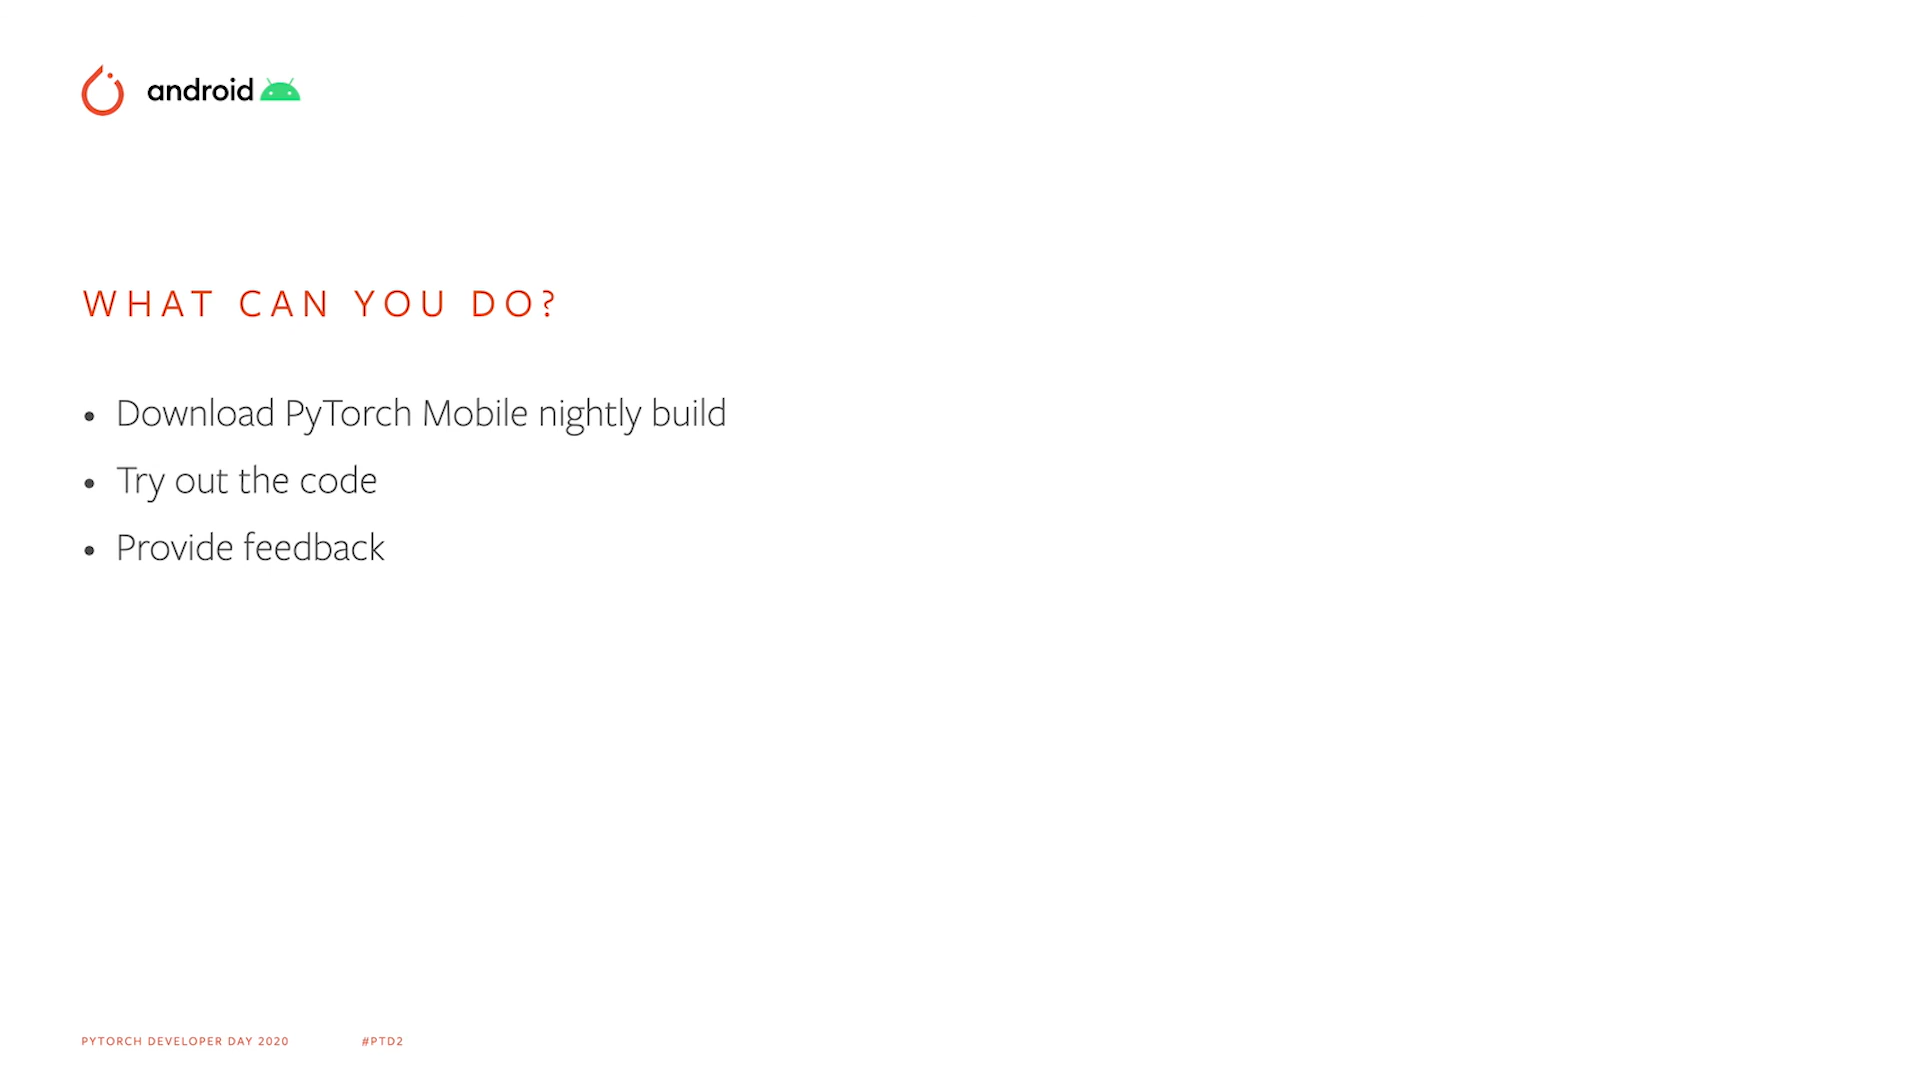 android
WHAT CAN YOU DO?
• Download PyTorch Mobile nightly build
• Try out the code
• Provide feedback
PYTORCH DEVELOPER DAY 2020 #PTD2